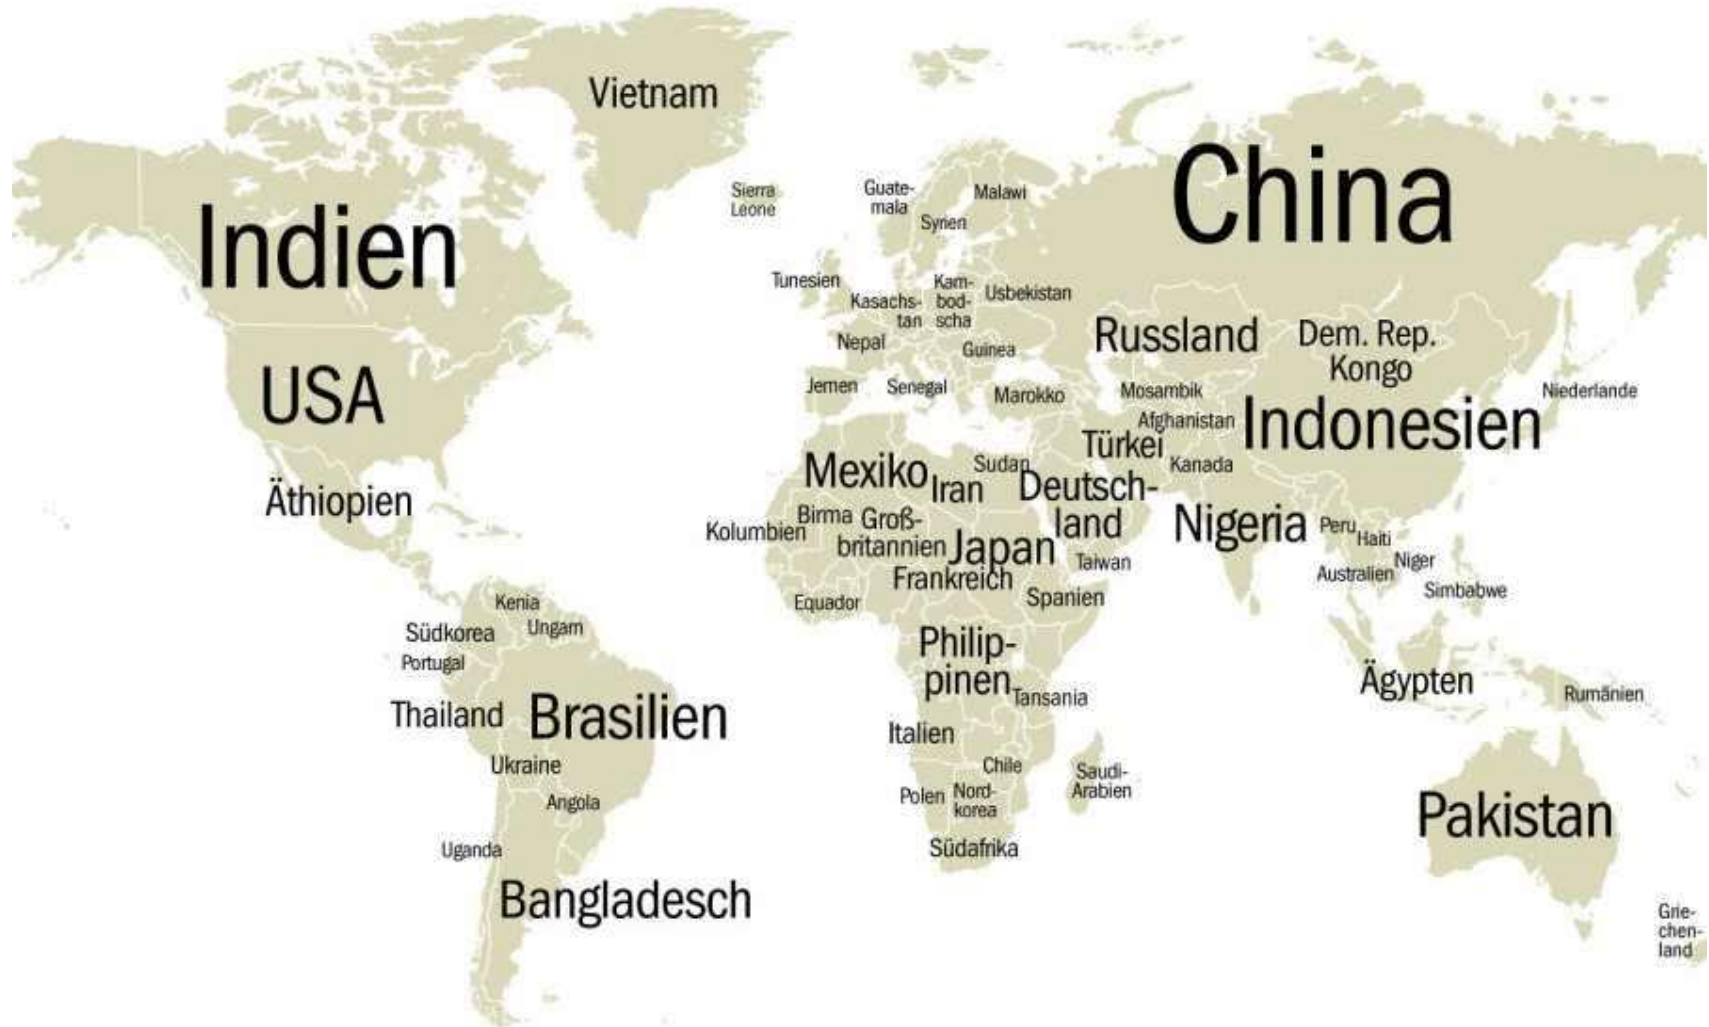 Vietnam
Sierra
Leone
Guate-
mala
Malawi
Syrien
China
Indien
Tunesien
Kasachs-
tan
Kam-
bod-
scha
Usbekistan
Nepal
Guinea
Russland
Dem. Rep.
Kongo
USA
Jemen
Senegal
Marokko
Mosambik
Niederlande
Afghanistan
Indonesien
Türkei
Kanada
Äthiopien
Mexiko
Iran
Sudan
Deutsch-
land
Kolumbien
Birma
Groß-
britannien
Japan
Nigeria
Peru
Haiti
Taiwan
Australien
Niger
Simbabwe
Frankreich
Equador
Spanien
Kenia
Südkorea
Ungarn
Portugal
Philip-
pinen
Tansania
Ägypten
Rumänien
Thailand
Brasilien
Italien
Ukraine
Chile
Saudi-
Arabien
Angola
Polen
Nord-
korea
Pakistan
Uganda
Südafrika
Bangladesch
Grie-
chen-
land